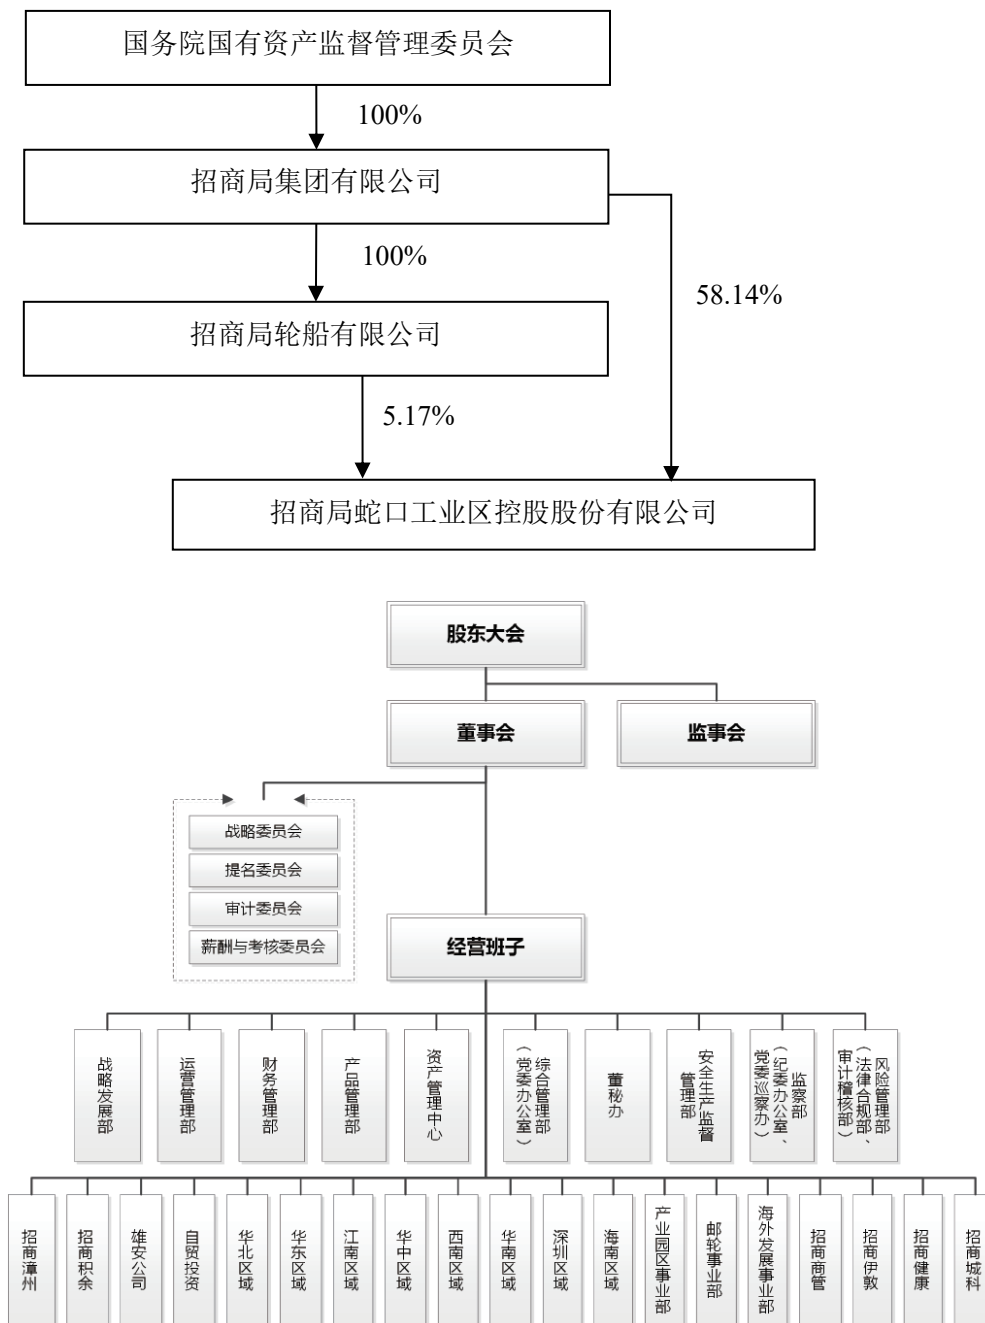 国务院国有资产监督管理委员会
100%
招商局集团有限公司
100%
58.14%
招商局轮船有限公司
5.17%
招商局蛇口工业区控股股份有限公司
股东大会
董事会
监事会
战略委员会
提名委员会
审计委员会
薪酬与考核委员会
经营班子
战略发展部
运营管理部
财务管理部
产品管理部
资产管理中心
综合管理部
（党委办公室）
董秘办
安全生产监督
管理部
监察部
（纪委办公室、
党委巡察办）
风险管理部
（法律合规部、
审计稽核部）
招商漳州
招商积余
雄安公司
自贸投资
华北区域
华东区域
江南区域
华中区域
西南区域
华南区域
深圳区域
海南区域
产业园区事业部
邮轮事业部
海外发展事业部
招商商管
招商伊敦
招商健康
招商城科